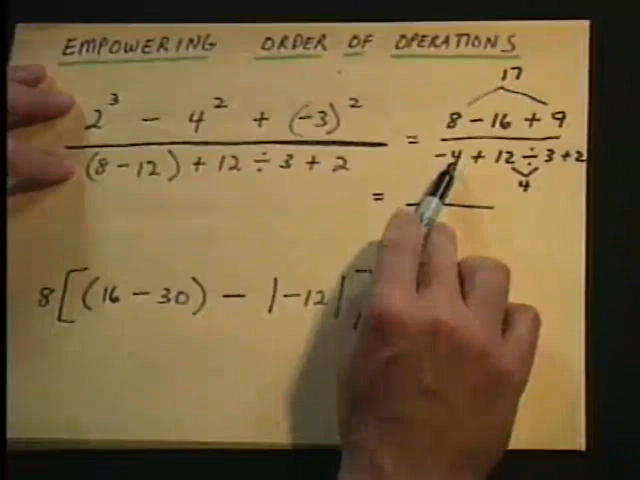 EMPOWERING ORDER OF OPERATIONS
17
2³ - 4² + (-3)² = 8 - 16 + 9
(8 - 12) + 12 ÷ 3 + 2 -4 + 12 ÷ 3 + 2
4
=
8[(16 - 30) - |-12|